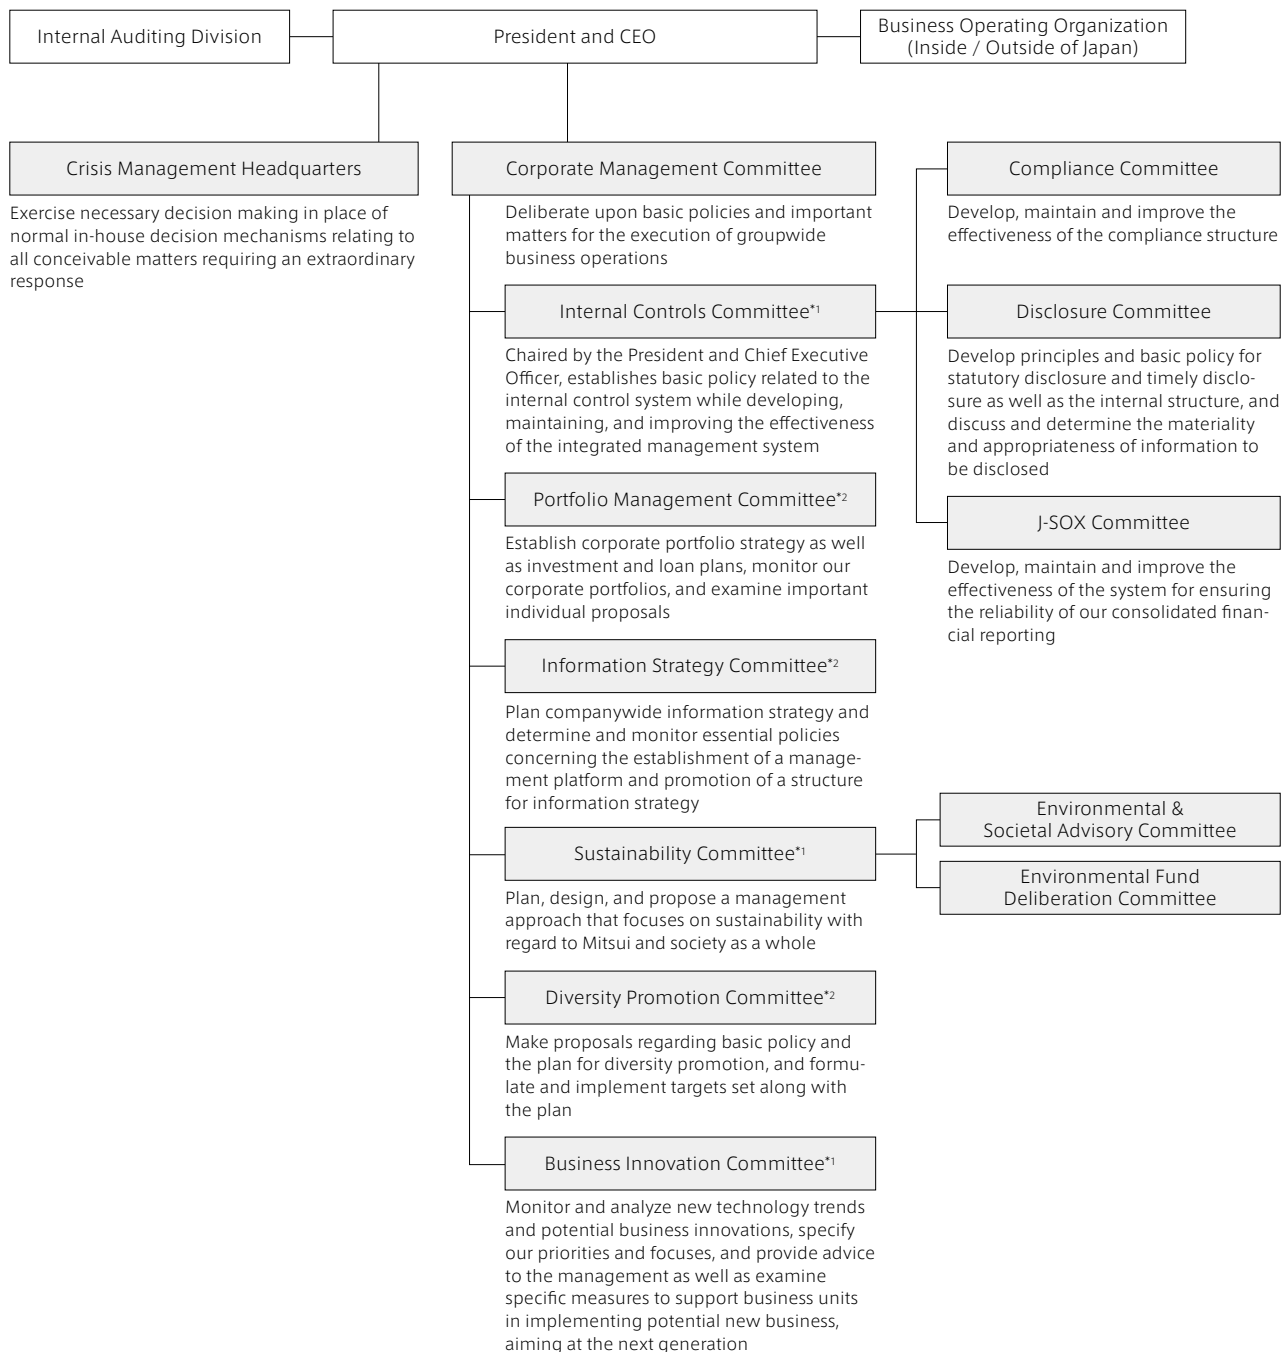 Internal Auditing Division
President and CEO
Business Operating Organization
(Inside / Outside of Japan)
Crisis Management Headquarters
Exercise necessary decision making in place of
normal in-house decision mechanisms relating to
all conceivable matters requiring an extraordinary
response
Corporate Management Committee
Deliberate upon basic policies and important
matters for the execution of groupwide
business operations
Internal Controls Committee*1
Chaired by the President and Chief Executive
Officer, establishes basic policy related to the
internal control system while developing,
maintaining, and improving the effectiveness
of the integrated management system
Portfolio Management Committee*2
Establish corporate portfolio strategy as well
as investment and loan plans, monitor our
corporate portfolios, and examine important
individual proposals
Information Strategy Committee*2
Plan companywide information strategy and
determine and monitor essential policies
concerning the establishment of a manage-
ment platform and promotion of a structure
for information strategy
Sustainability Committee*1
Plan, design, and propose a management
approach that focuses on sustainability with
regard to Mitsui and society as a whole
Diversity Promotion Committee*2
Make proposals regarding basic policy and
the plan for diversity promotion, and formu-
late and implement targets set along with
the plan
Business Innovation Committee*1
Monitor and analyze new technology trends
and potential business innovations, specify
our priorities and focuses, and provide advice
to the management as well as examine
specific measures to support business units
in implementing potential new business,
aiming at the next generation
Compliance Committee
Develop, maintain and improve the
effectiveness of the compliance structure
Disclosure Committee
Develop principles and basic policy for
statutory disclosure and timely disclo-
sure as well as the internal structure, and
discuss and determine the materiality
and appropriateness of information to
be disclosed
J-SOX Committee
Develop, maintain and improve the
effectiveness of the system for ensuring
the reliability of our consolidated finan-
cial reporting
Environmental &
Societal Advisory Committee
Environmental Fund
Deliberation Committee